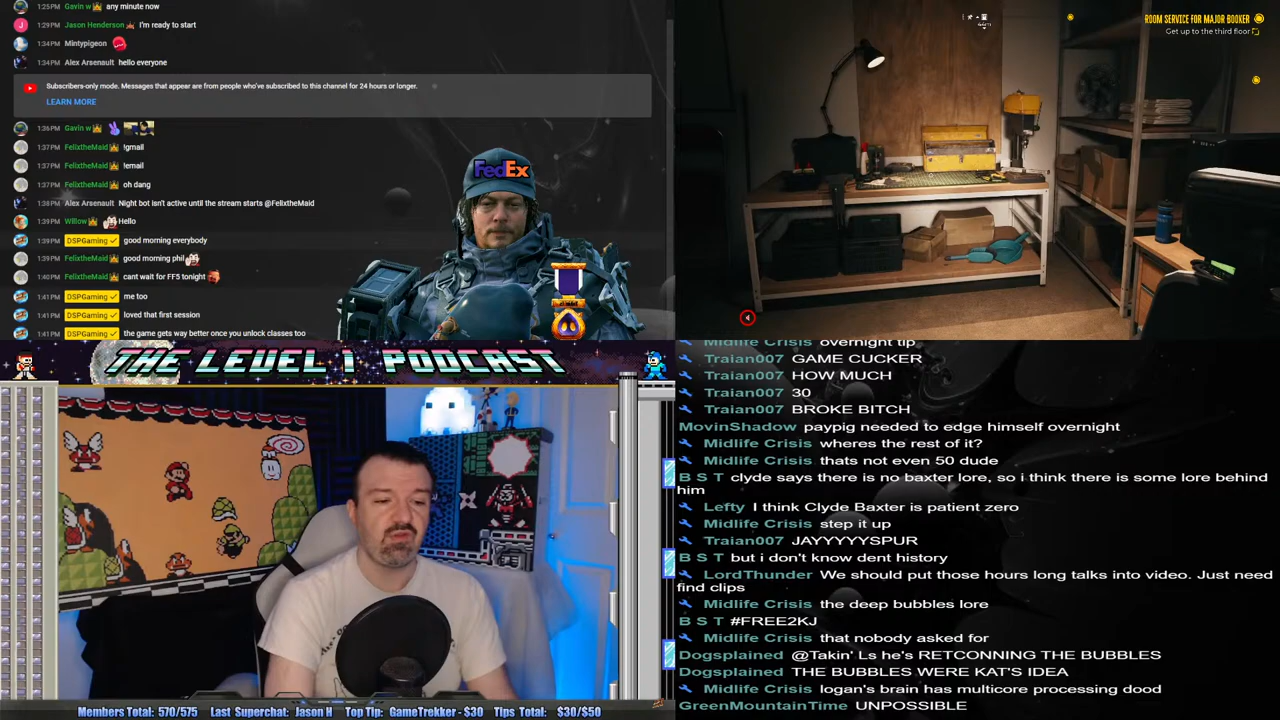 1:25PM Gavin w any minute now
1:29PM Jason Henderson I'm ready to start
1:34PM Mintypigeon
1:34PM Alex Arsenault hello everyone
Subscribers-only mode. Messages that appear are from people who've subscribed to this channel for 24 hours or longer.
LEARN MORE
1:36PM Gavin w
1:37PM FelixtheMaid !gmail
1:37PM FelixtheMaid !email
1:37PM FelixtheMaid oh dang
1:38PM Alex Arsenault Night bot isn't active until the stream starts @FelixtheMaid
1:39PM Willow Hello
1:39PM DSPGaming good morning everybody
1:39PM FelixtheMaid good morning phil
1:40PM FelixtheMaid cant wait for FF5 tonight
1:41PM DSPGaming me too
1:41PM DSPGaming loved that first session
1:41PM DSPGaming the game gets way better once you unlock classes too
FedEx
ROOM SERVICE FOR MAJOR BOOKER
Get up to the third floor
THE LEVEL 1 PODCAST
Midlife Crisis overnight tip
Traian007 GAME CUCKER
Traian007 HOW MUCH
Traian007 30
Traian007 BROKE BITCH
MovinShadow paypig needed to edge himself overnight
Midlife Crisis wheres the rest of it?
Midlife Crisis thats not even 50 dude
B S T clyde says there is no baxter lore, so i think there is some lore behind
him
Lefty I think Clyde Baxter is patient zero
Midlife Crisis step it up
Traian007 JAYYYYYSPUR
B S T but i don't know dent history
LordThunder We should put those hours long talks into video. Just need
find clips
Midlife Crisis the deep bubbles lore
B S T #FREE2KJ
Midlife Crisis that nobody asked for
Dogsplained @Takin' Ls he's RETCONNING THE BUBBLES
Dogsplained THE BUBBLES WERE KAT'S IDEA
Midlife Crisis logan's brain has multicore processing dood
GreenMountainTime UNPOSSIBLE
Members Total: 570/575 Last Superchat: Jason H Top Tip: GameTrekker - $30 Tips Total: $30/$50